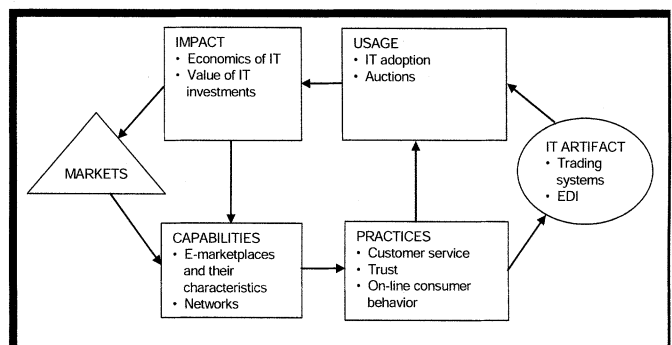 IMPACT
• Economics of IT
• Value of IT
investments
USAGE
• IT adoption
• Auctions
MARKETS
IT ARTIFACT
• Trading
systems
• EDI
CAPABILITIES
• E-marketplaces
and their
characteristics
• Networks
PRACTICES
• Customer service
• Trust
• On-line consumer
behavior